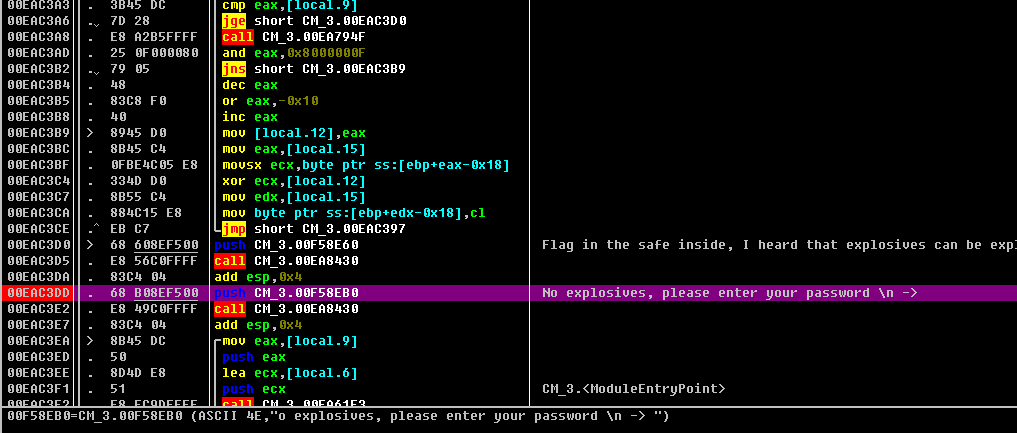 00EAC3A3 . 3B45 DC cmp eax,[local.9]
00EAC3A6 .ˬ 7D 28 jge short CM_3.00EAC3D0
00EAC3A8 . E8 A2B5FFFF call CM_3.00EA794F
00EAC3AD . 25 0F000080 and eax,0x8000000F
00EAC3B2 .ˬ 79 05 jns short CM_3.00EAC3B9
00EAC3B4 . 48 dec eax
00EAC3B5 . 83C8 F0 or eax,-0x10
00EAC3B8 . 40 inc eax
00EAC3B9 > 8945 D0 mov [local.12],eax
00EAC3BC . 8B45 C4 mov eax,[local.15]
00EAC3BF . 0FBE4C05 E8 movsx ecx,byte ptr ss:[ebp+eax-0x18]
00EAC3C4 . 334D D0 xor ecx,[local.12]
00EAC3C7 . 8B55 C4 mov edx,[local.15]
00EAC3CA . 884C15 E8 mov byte ptr ss:[ebp+edx-0x18],cl
00EAC3CE .^ EB C7 jmp short CM_3.00EAC397
00EAC3D0 > 68 608EF500 push CM_3.00F58E60 Flag in the safe inside, I heard that explosives can be expl
00EAC3D5 . E8 56C0FFFF call CM_3.00EA8430
00EAC3DA . 83C4 04 add esp,0x4
00EAC3DD . 68 B08EF500 push CM_3.00F58EB0 No explosives, please enter your password \n ->
00EAC3E2 . E8 49C0FFFF call CM_3.00EA8430
00EAC3E7 . 83C4 04 add esp,0x4
00EAC3EA > 8B45 DC mov eax,[local.9]
00EAC3ED . 50 push eax
00EAC3EE . 8D4D E8 lea ecx,[local.6]
00EAC3F1 . 51 push ecx CM_3.<ModuleEntryPoint>
00EAC3F2 . E8 call
00F58EB0=CM_3.00F58EB0 (ASCII 4E,"o explosives, please enter your password \n -> ")